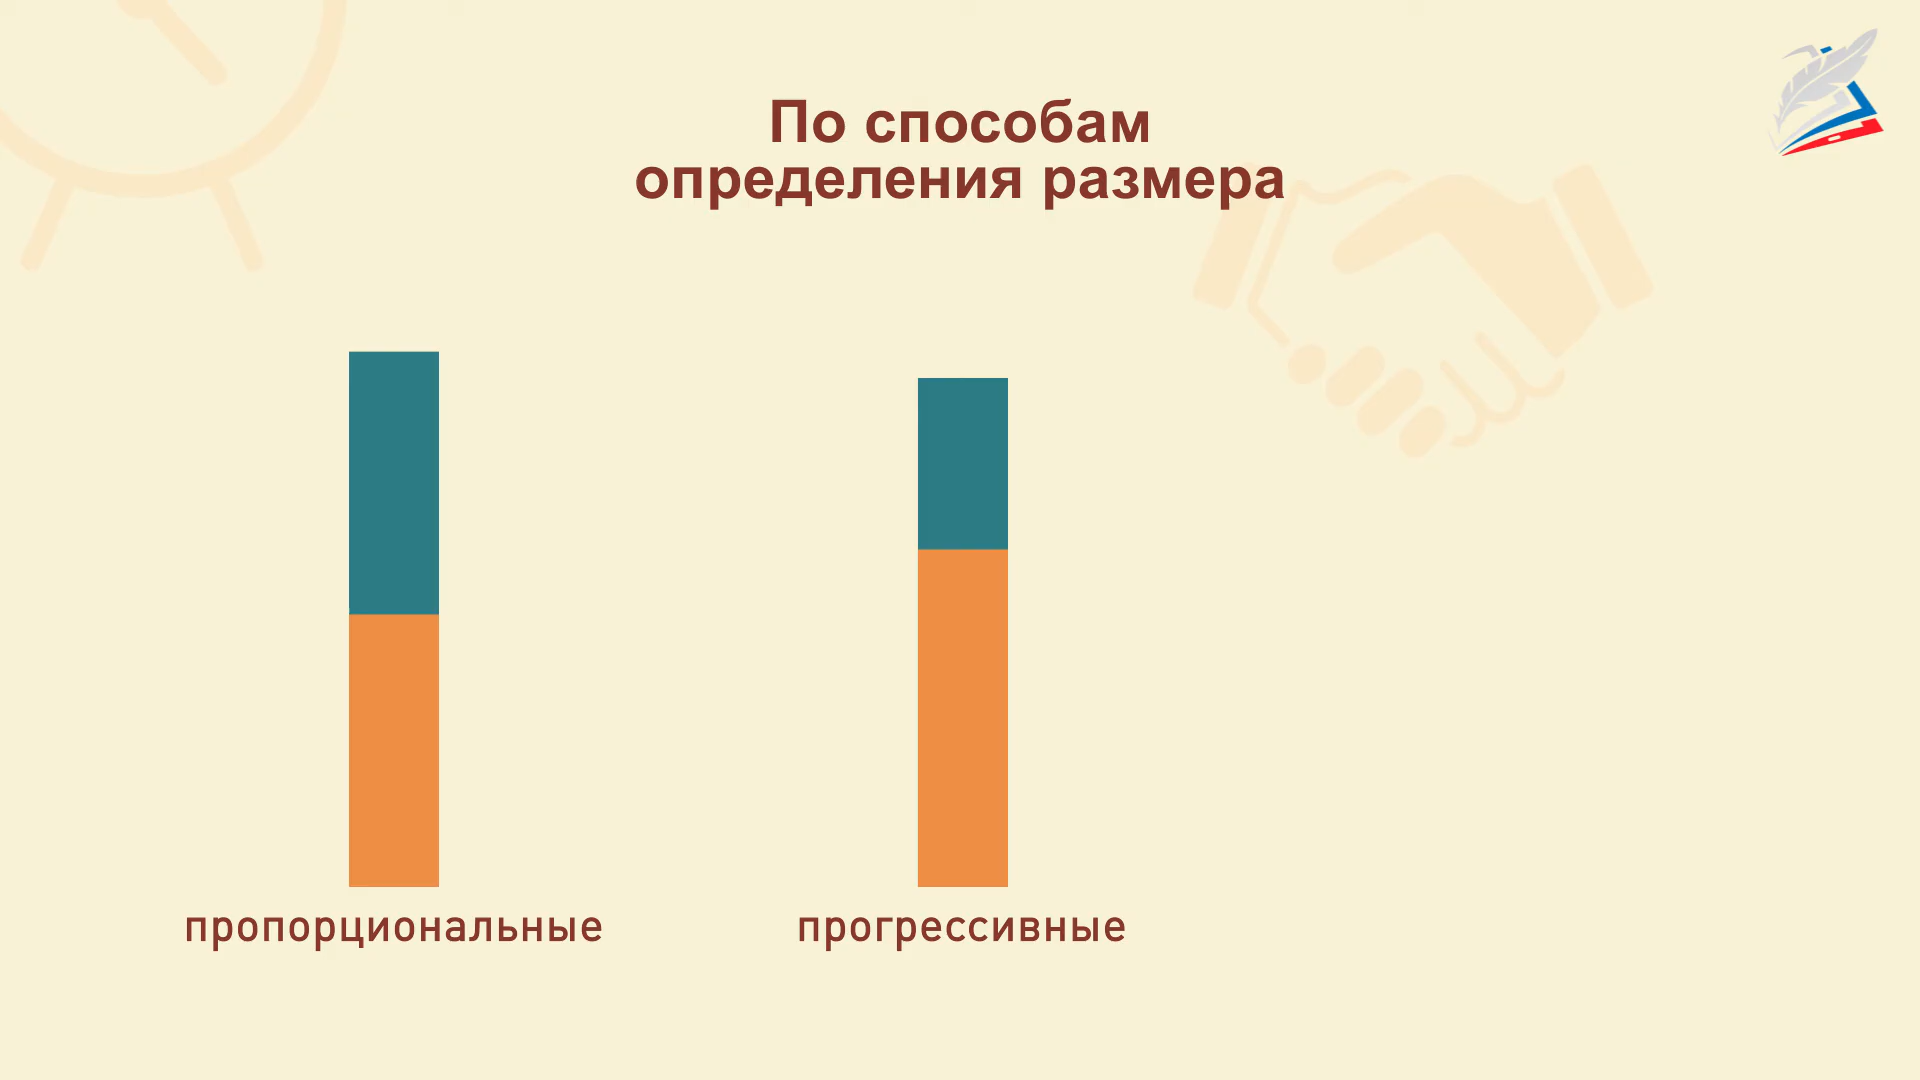 По способам
определения размера
пропорциональные
прогрессивные